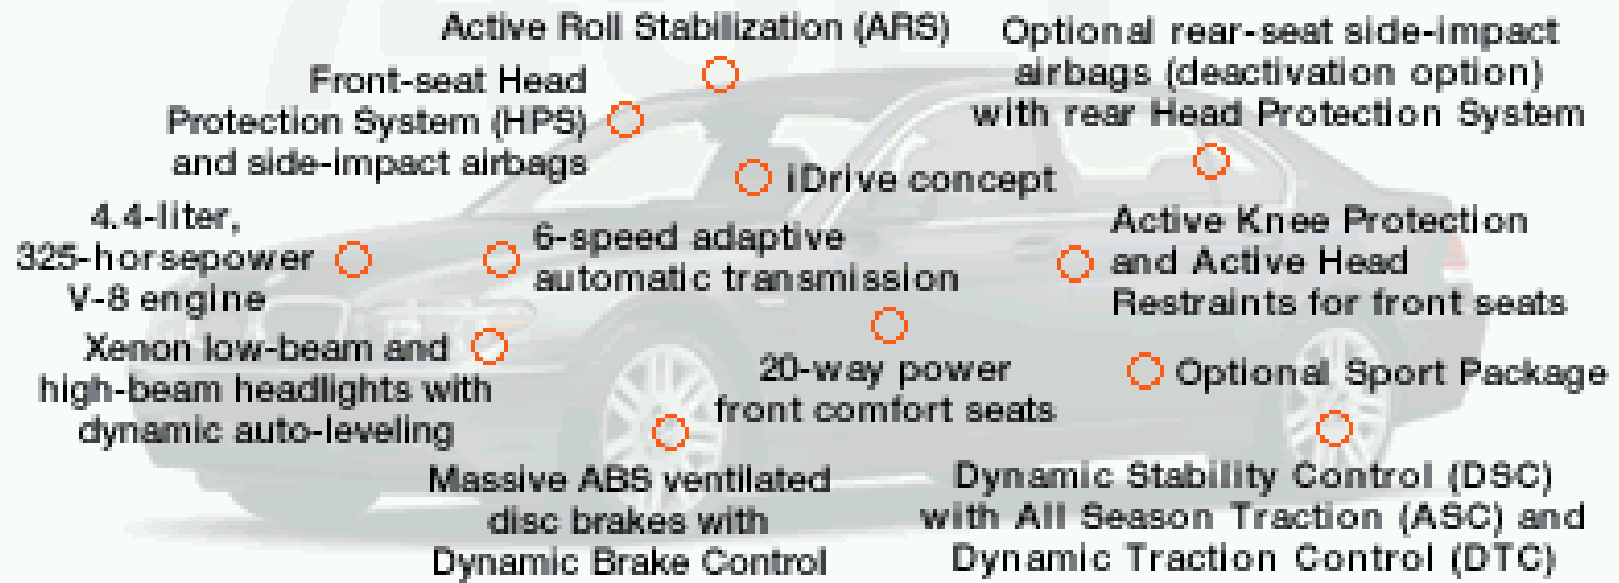 Active Roll Stabilization (ARS)
Optional rear-seat side-impact
airbags (deactivation option)
with rear Head Protection System
Front-seat Head
Protection System (HPS)
and side-impact airbags
iDrive concept
4.4-liter,
325-horsepower
V-8 engine
6-speed adaptive
automatic transmission
Active Knee Protection
and Active Head
Restraints for front seats
Xenon low-beam and
high-beam headlights with
dynamic auto-leveling
20-way power
front comfort seats
Optional Sport Package
Massive ABS ventilated
disc brakes with
Dynamic Brake Control
Dynamic Stability Control (DSC)
with All Season Traction (ASC) and
Dynamic Traction Control (DTC)